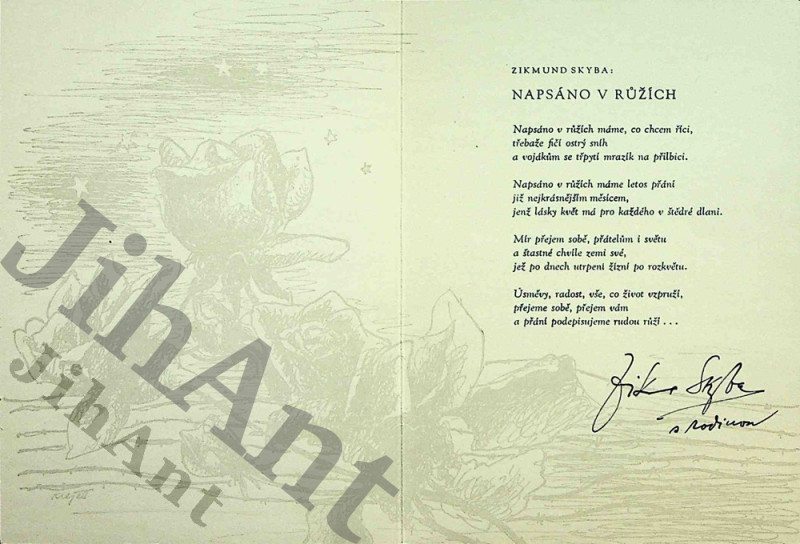 JihAnt
JihAnt
ZIKMUND SKYBA:
NAPSÁNO V RŮŽÍCH
Napsáno v růžích máme, co chcem říci,
třebaže fičí ostrý sníh
a vojákům se třpytí mrazík na přilbici.
Napsáno v růžích máme letos přání
již nejkrásnějším měsícem,
jenž lásky květ má pro každého v štědré dlani.
Mír přejem sobě, přátelům i světu
a šťastné chvíle zemi své,
jež po dnech utrpení žízní po rozkvětu.
Úsměvy, radost, vše, co život vzpruží,
přejeme sobě, přejem vám
a přání podepisujeme rudou růží . . .
Zikm Skyba
s rodinou